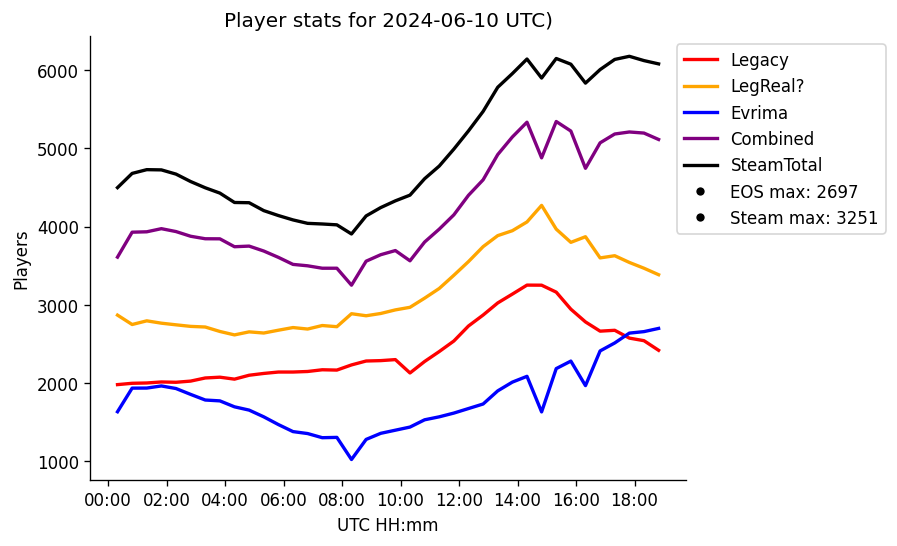 Player stats for 2024-06-10 UTC)
Legacy
LegReal?
Evrima
Combined
SteamTotal
EOS max: 2697
Steam max: 3251
Players
6000
5000
4000
3000
2000
1000
00:00 02:00 04:00 06:00 08:00 10:00 12:00 14:00 16:00 18:00
UTC HH:mm